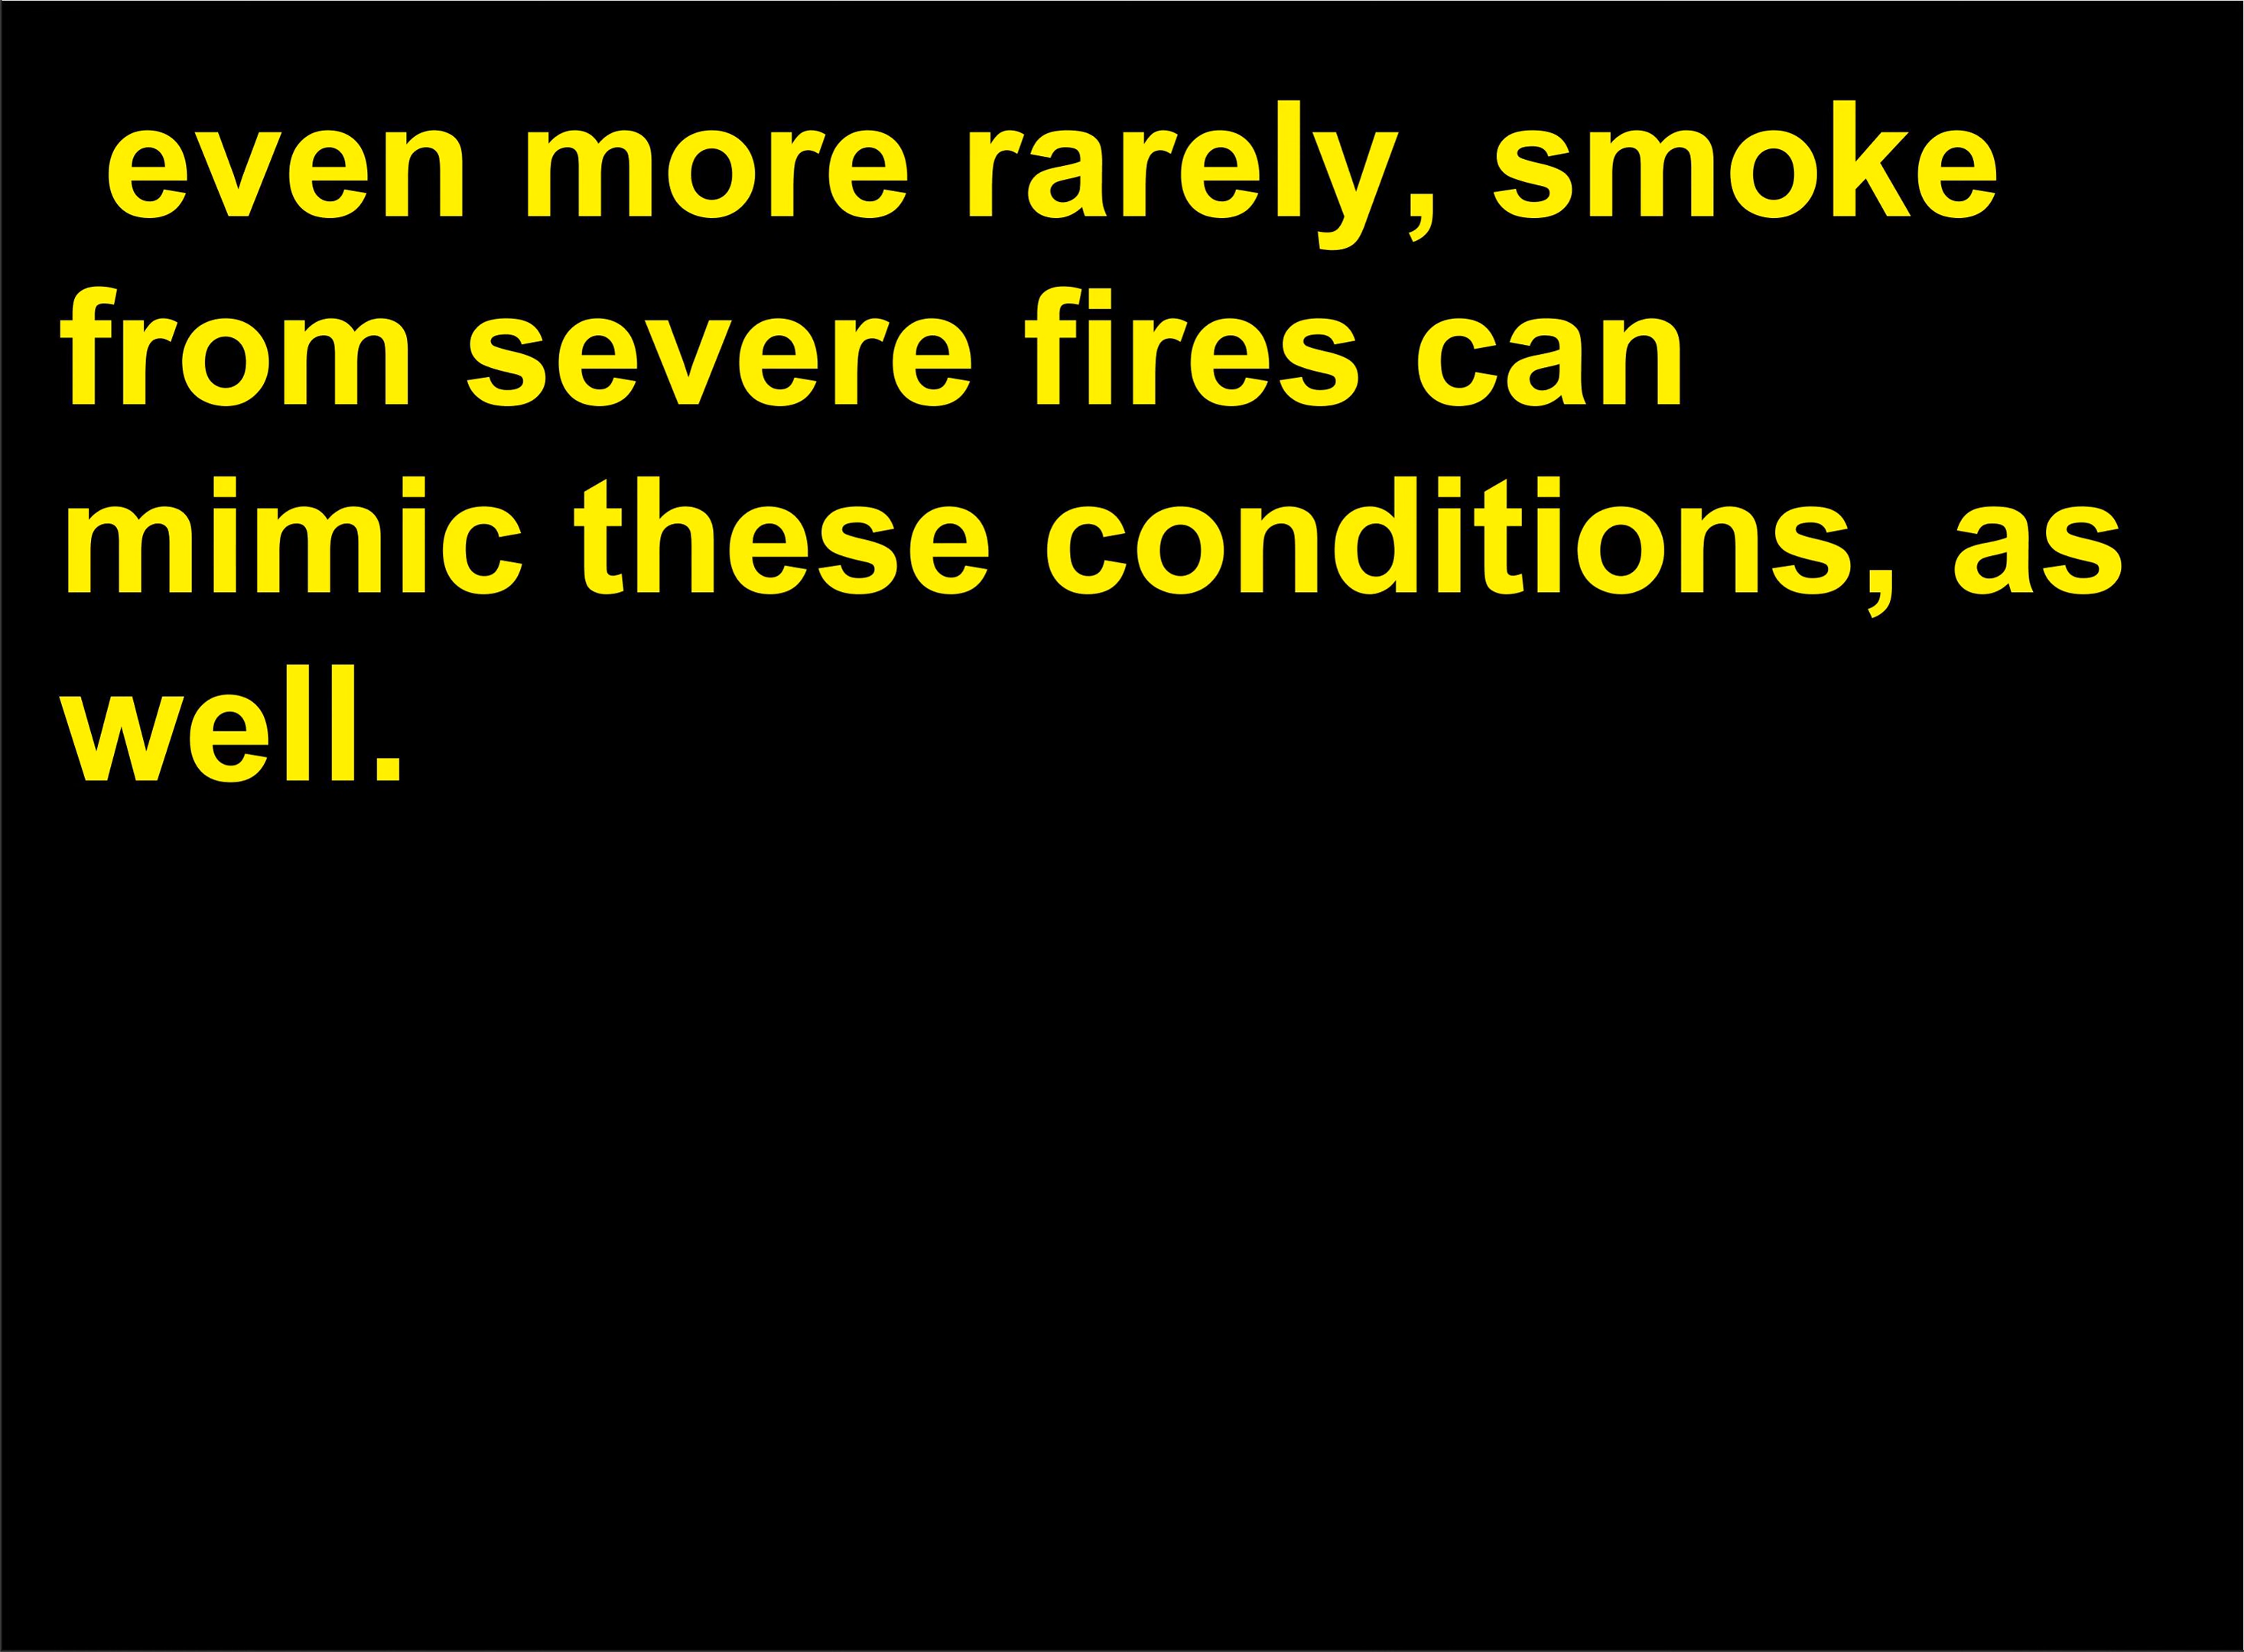 even more rarely, smoke
from severe fires can
mimic these conditions, as
well.